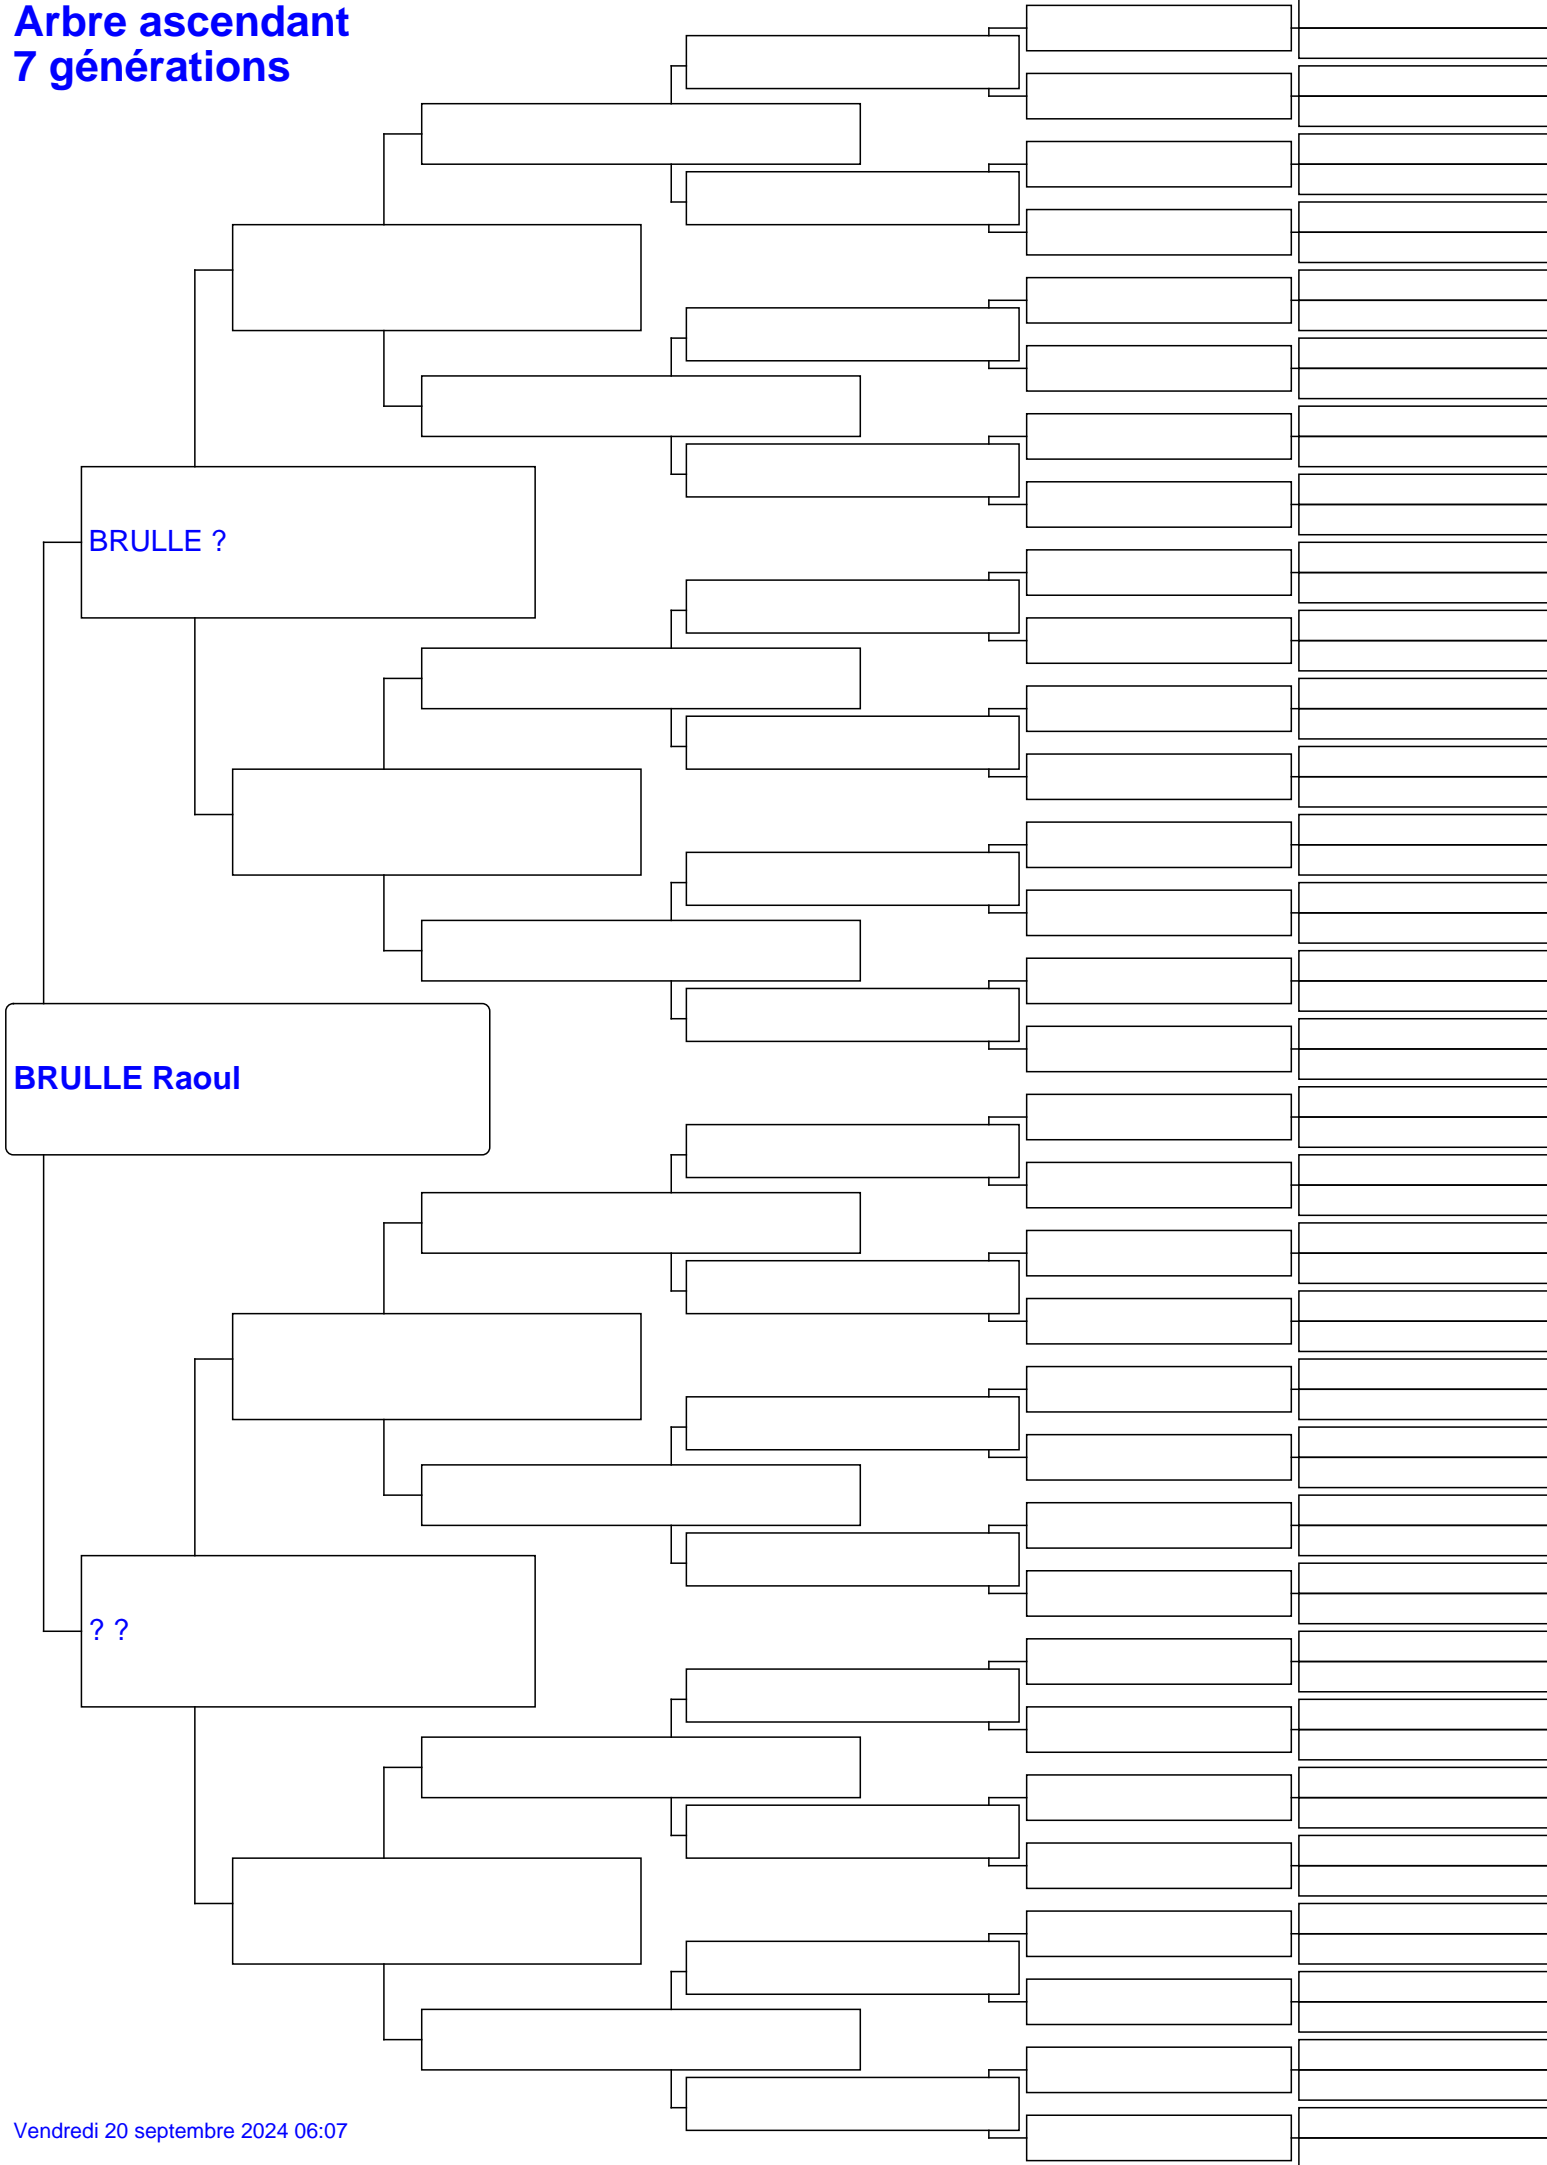 Arbre ascendant
7 générations
BRULLE ?
BRULLE Raoul
? ?
Vendredi 20 septembre 2024 06:07